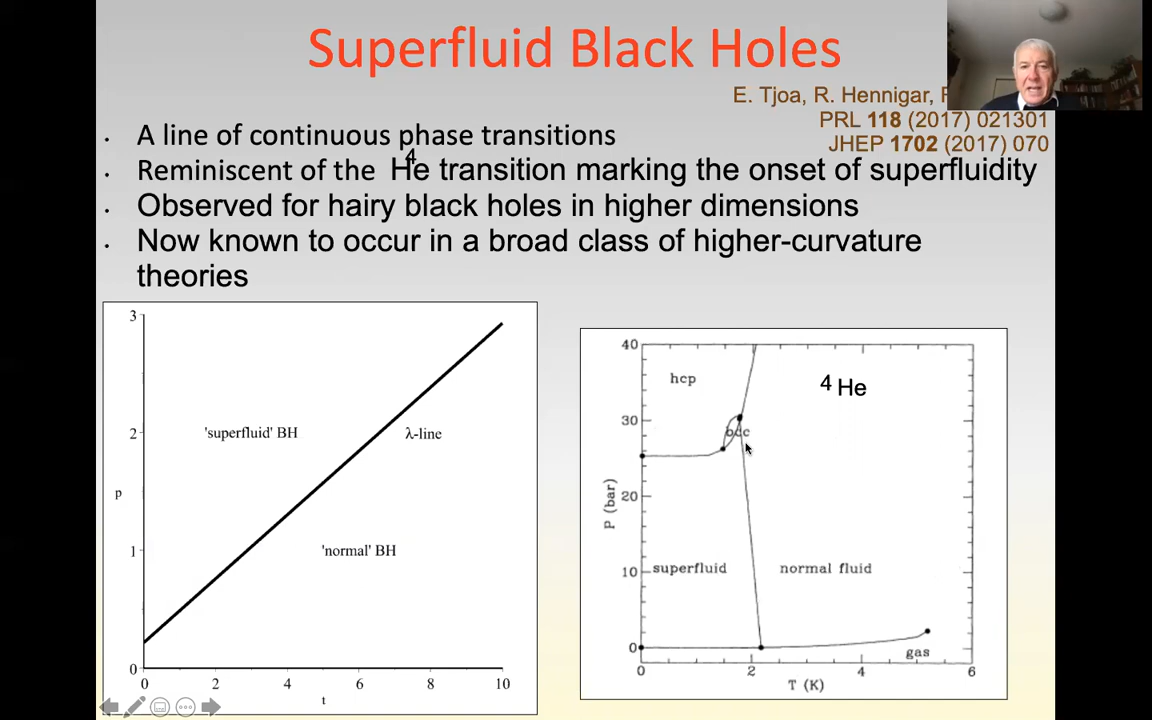 Superfluid Black Holes
E. Tjoa, R. Hennigar,
PRL 118 (2017) 021301
JHEP 1702 (2017) 070
• A line of continuous phase transitions
• Reminiscent of the 4He transition marking the onset of superfluidity
• Observed for hairy black holes in higher dimensions
• Now known to occur in a broad class of higher-curvature
theories
3
2
1
0
p
'superfluid' BH
λ-line
'normal' BH
0 2 4 6 8 10
t
40
30
20
10
0
P (bar)
hcp
4 He
bcc
superfluid
normal fluid
gas
0 2 4 6
T (K)